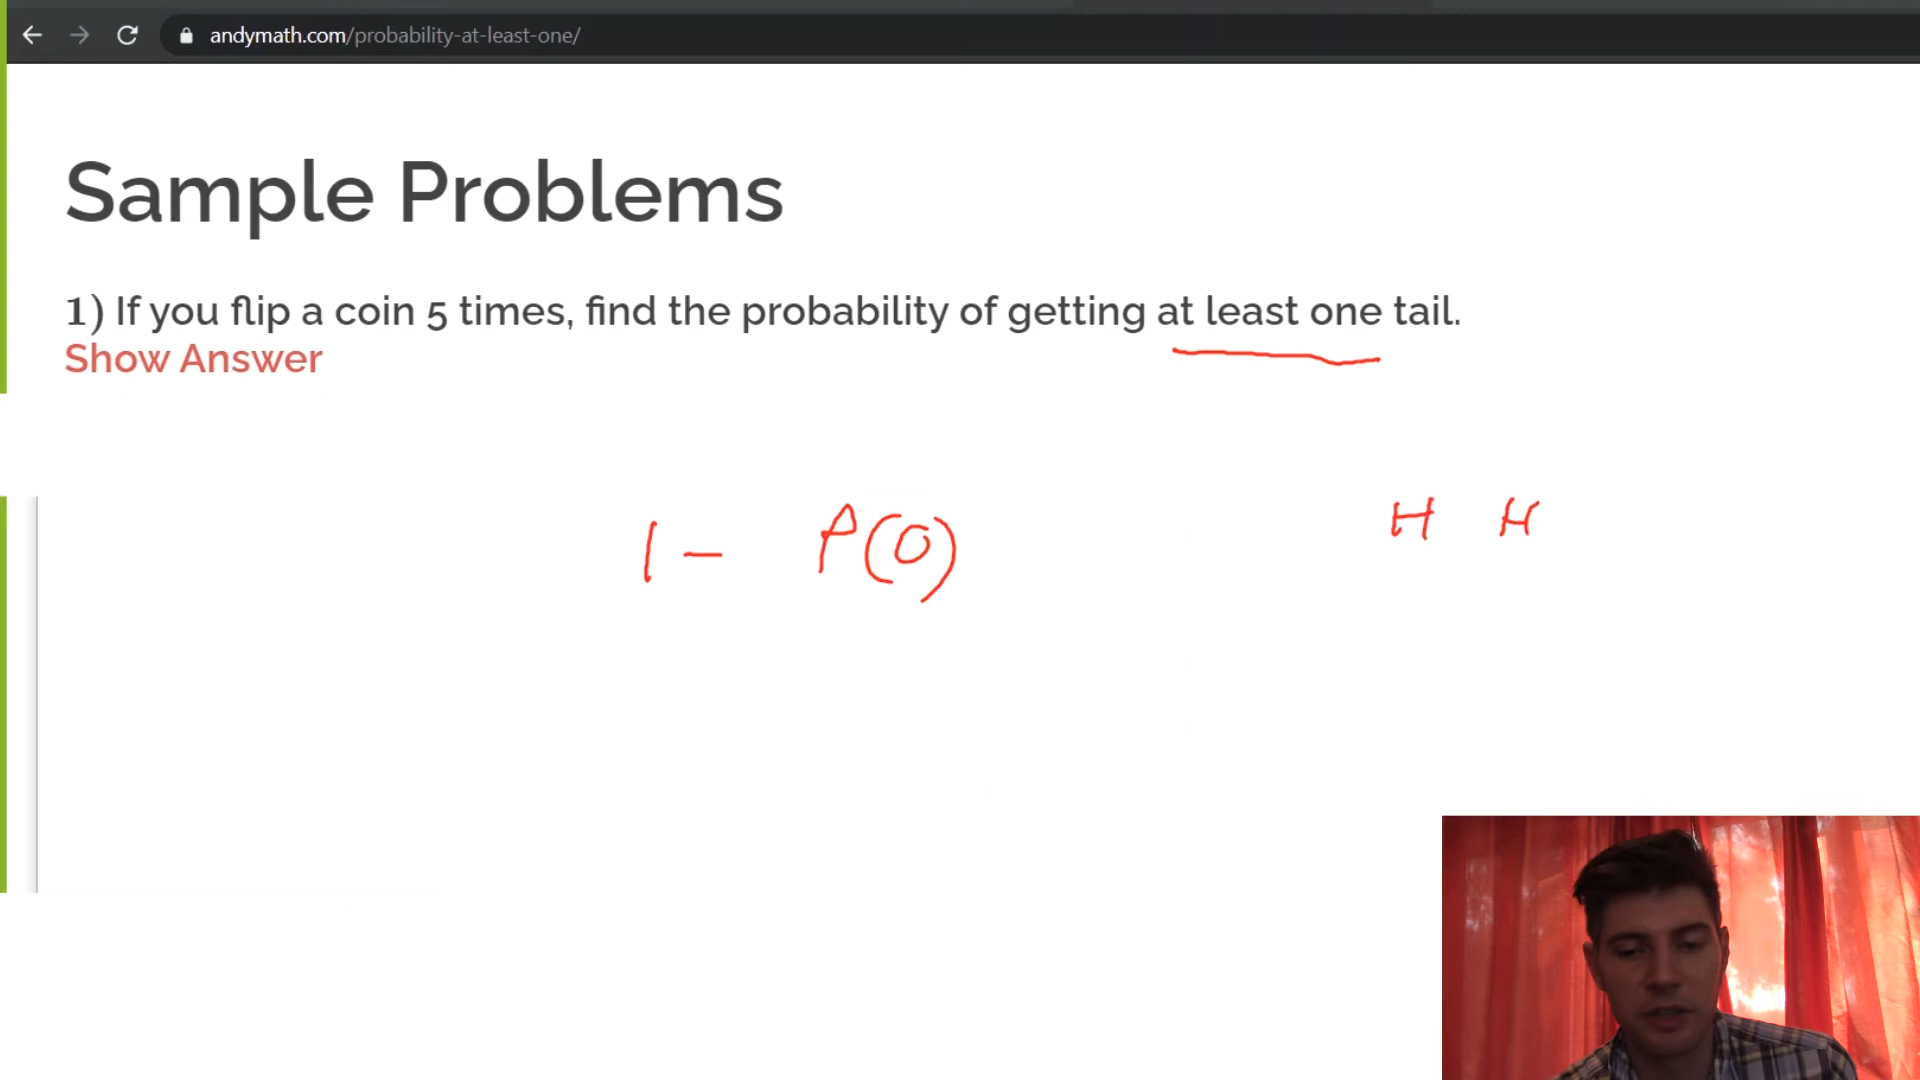 andymath.com/probability-at-least-one/
Sample Problems
1) If you flip a coin 5 times, find the probability of getting at least one tail.
Show Answer
1 - P(0) H H